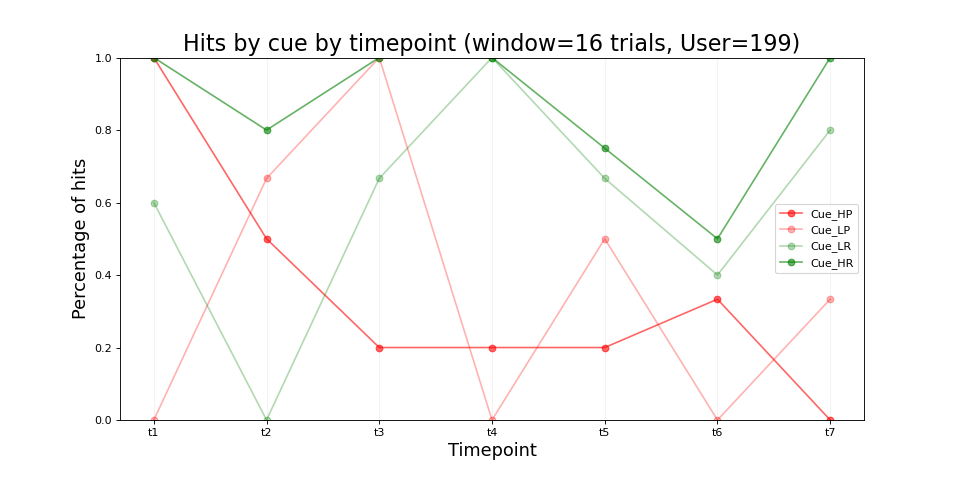 Hits by cue by timepoint (window=16 trials, User=199)
Percentage of hits
1.0
0.8
0.6
0.4
0.2
0.0
Cue_HP
Cue_LP
Cue_LR
Cue_HR
t1 t2 t3 t4 t5 t6 t7
Timepoint